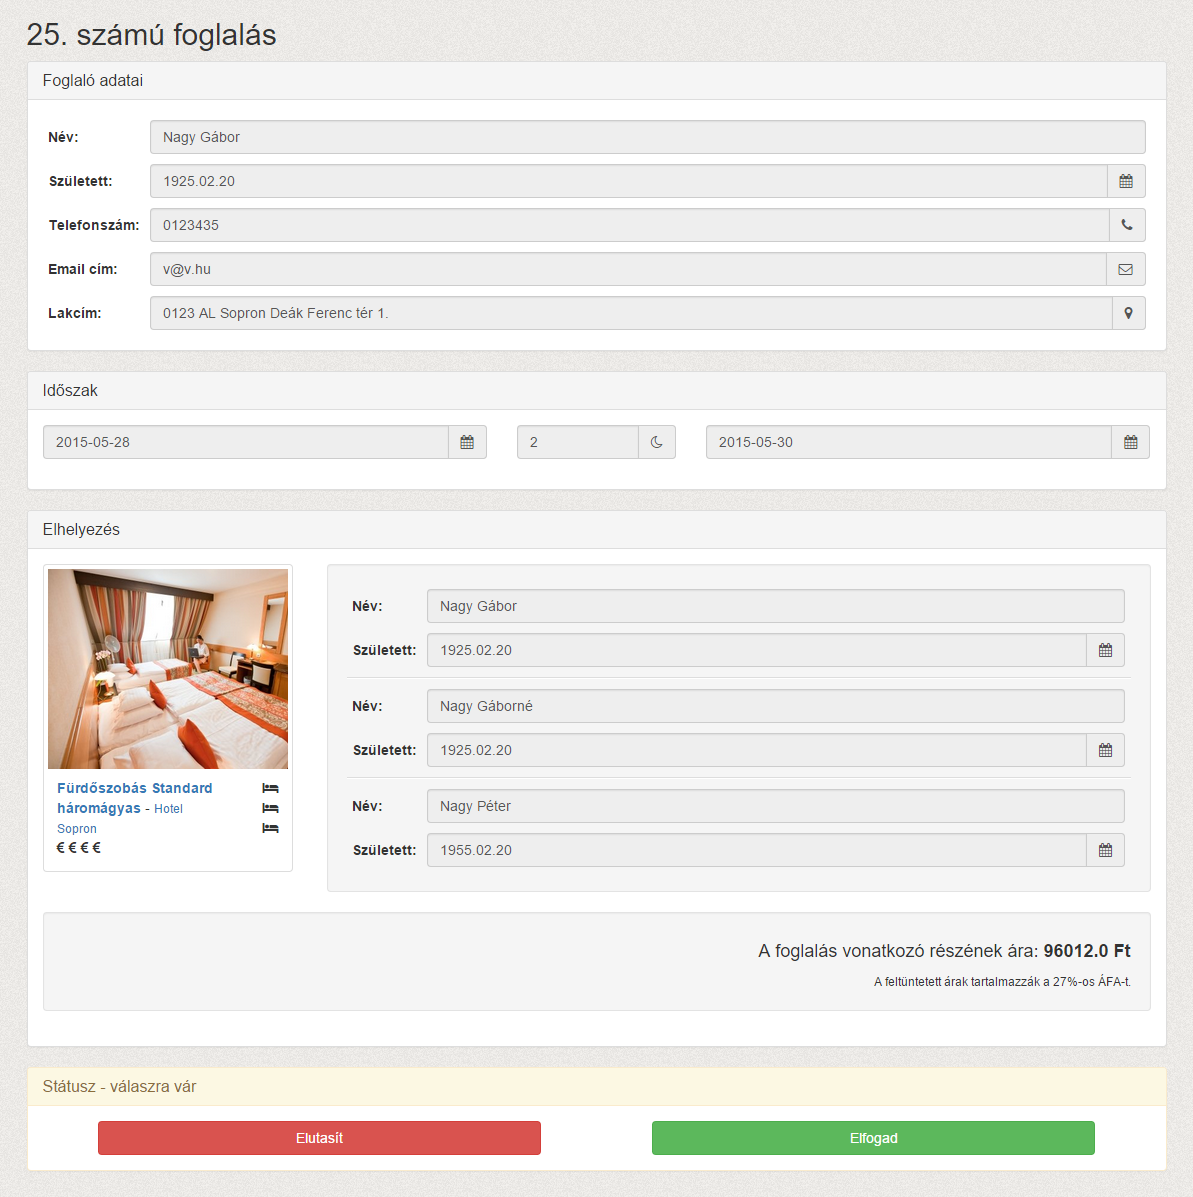 25. számú foglalás
Foglaló adatai
Név: Nagy Gábor
Született: 1925.02.20
Telefonszám: 0123435
Email cím: v@v.hu
Lakcím: 0123 AL Sopron Deák Ferenc tér 1.
Időszak
2015-05-28 2 2015-05-30
Elhelyezés
Fürdőszobás Standard
háromágyas - Hotel
Sopron
€ € € €
Név: Nagy Gábor
Született: 1925.02.20
Név: Nagy Gáborné
Született: 1925.02.20
Név: Nagy Péter
Született: 1955.02.20
A foglalás vonatkozó részének ára: 96012.0 Ft
A feltüntetett árak tartalmazzák a 27%-os ÁFA-t.
Státusz - válaszra vár
Elutasít Elfogad